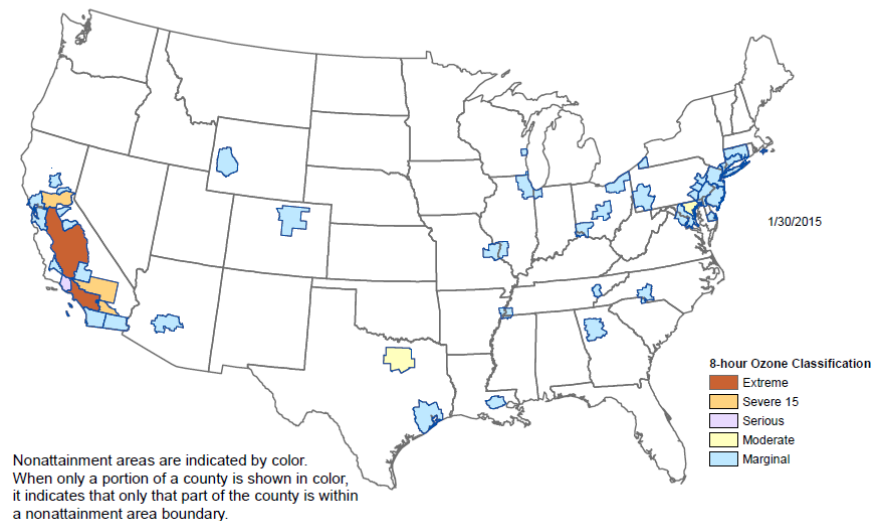 1/30/2015
8-hour Ozone Classification
Extreme
Severe 15
Serious
Moderate
Marginal
Nonattainment areas are indicated by color.
When only a portion of a county is shown in color,
it indicates that only that part of the county is within
a nonattainment area boundary.